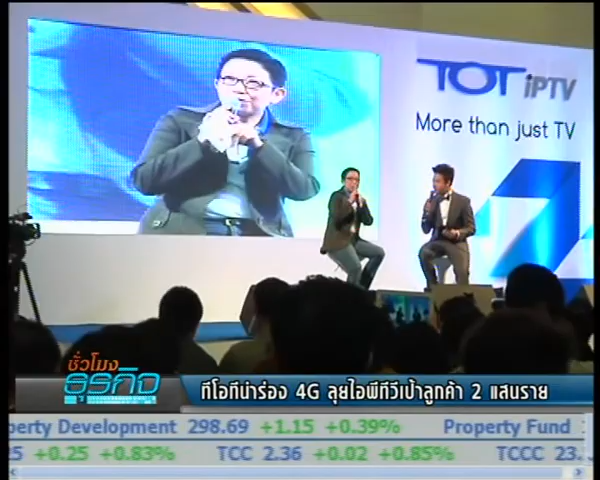 TOT iPTV
More than just TV
ชั่วโมง
ธุรกิจ
ทีโอทีนำร่อง 4G ลุยไอพีทีวีเป้าลูกค้า 2 แสนราย
perty Development 298.69 +1.15 +0.39% Property Fund
+0.25 +0.83% TCC 2.36 +0.02 +0.85% TCCC 23.